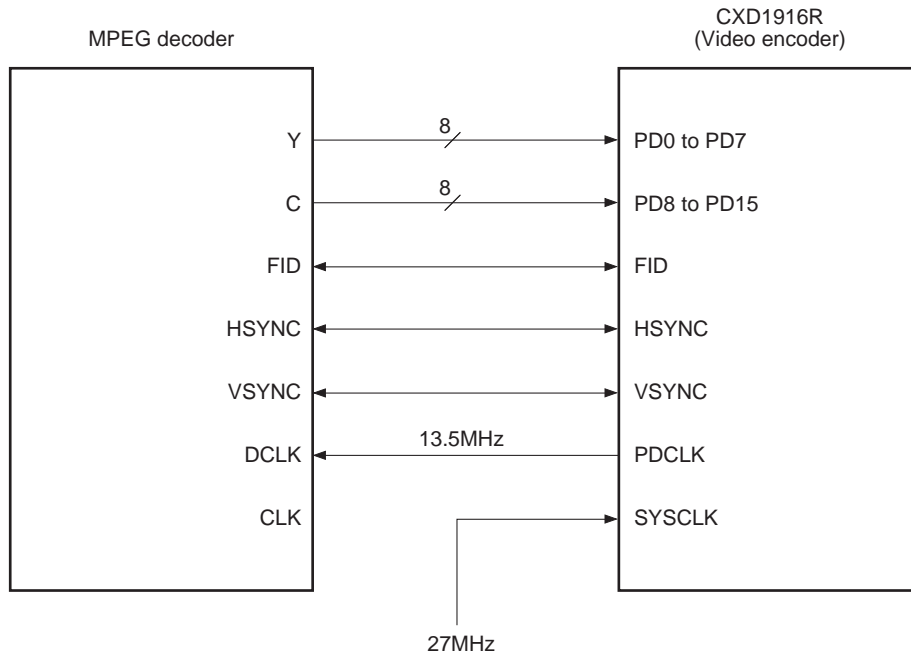 MPEG decoder
CXD1916R
(Video encoder)
Y
8
PD0 to PD7
C
8
PD8 to PD15
FID
FID
HSYNC
HSYNC
VSYNC
VSYNC
DCLK
13.5MHz
PDCLK
CLK
SYSCLK
27MHz